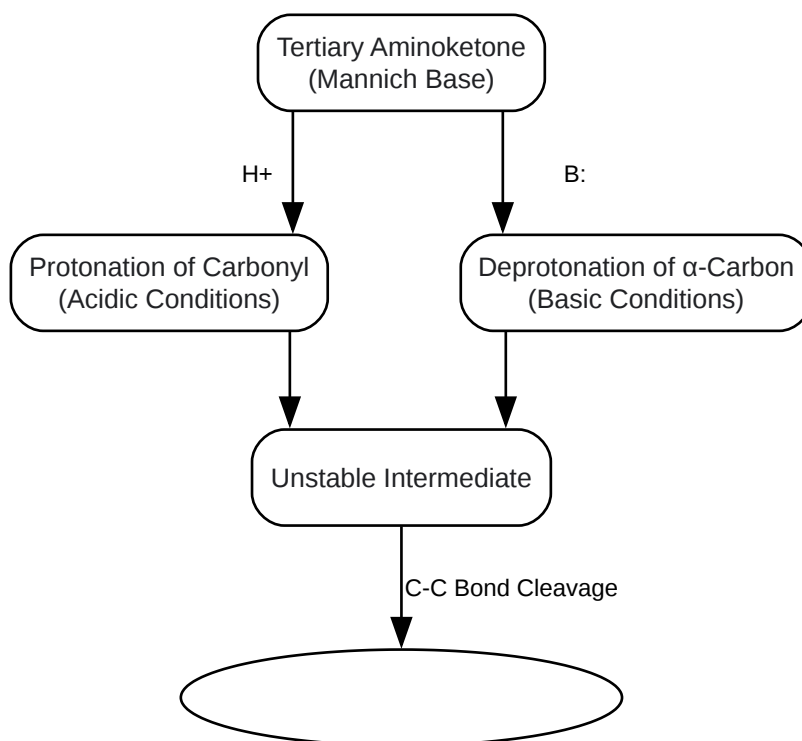 Tertiary Aminoketone
(Mannich Base)
H+
B:
Protonation of Carbonyl
(Acidic Conditions)
Deprotonation of α-Carbon
(Basic Conditions)
Unstable Intermediate
C-C Bond Cleavage